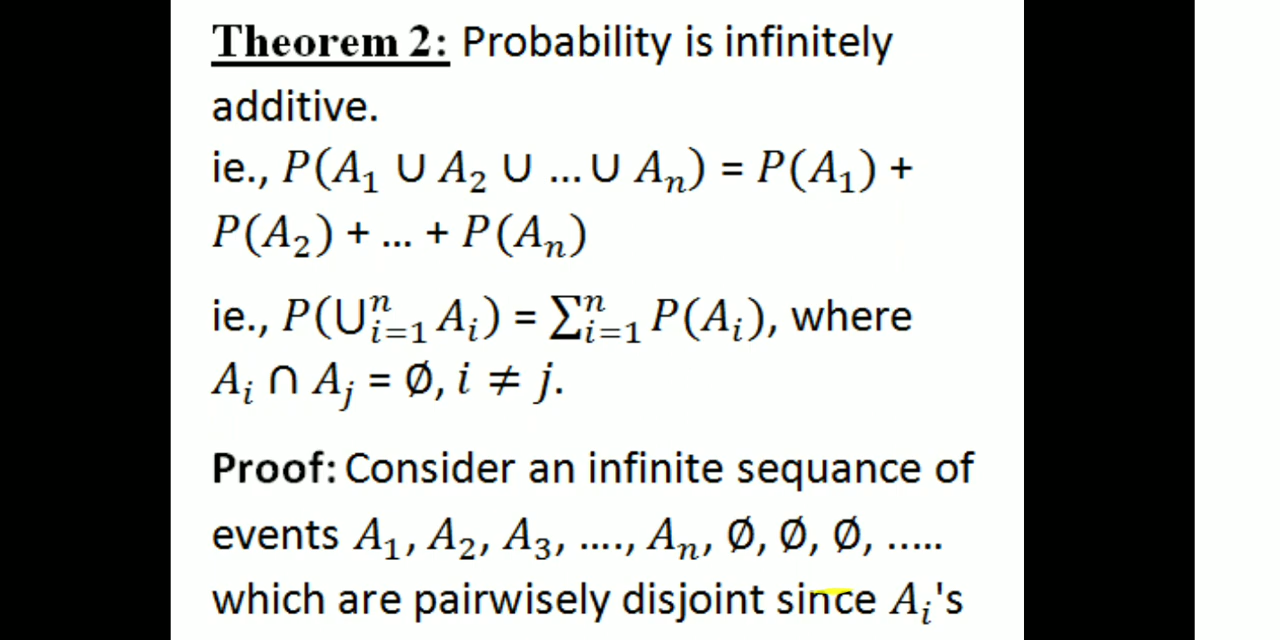 Theorem 2: Probability is infinitely
additive.
ie., P(A₁ ∪ A₂ ∪ ...∪ Aₙ) = P(A₁) +
P(A₂) + ... + P(Aₙ)
ie., P(⋃ⁿᵢ₌₁ Aᵢ) = ∑ⁿᵢ₌₁ P(Aᵢ), where
Aᵢ ∩ Aⱼ = ∅, i ≠ j.
Proof: Consider an infinite sequance of
events A₁, A₂, A₃, ...., Aₙ, ∅, ∅, ∅, .....
which are pairwisely disjoint since Aᵢ's